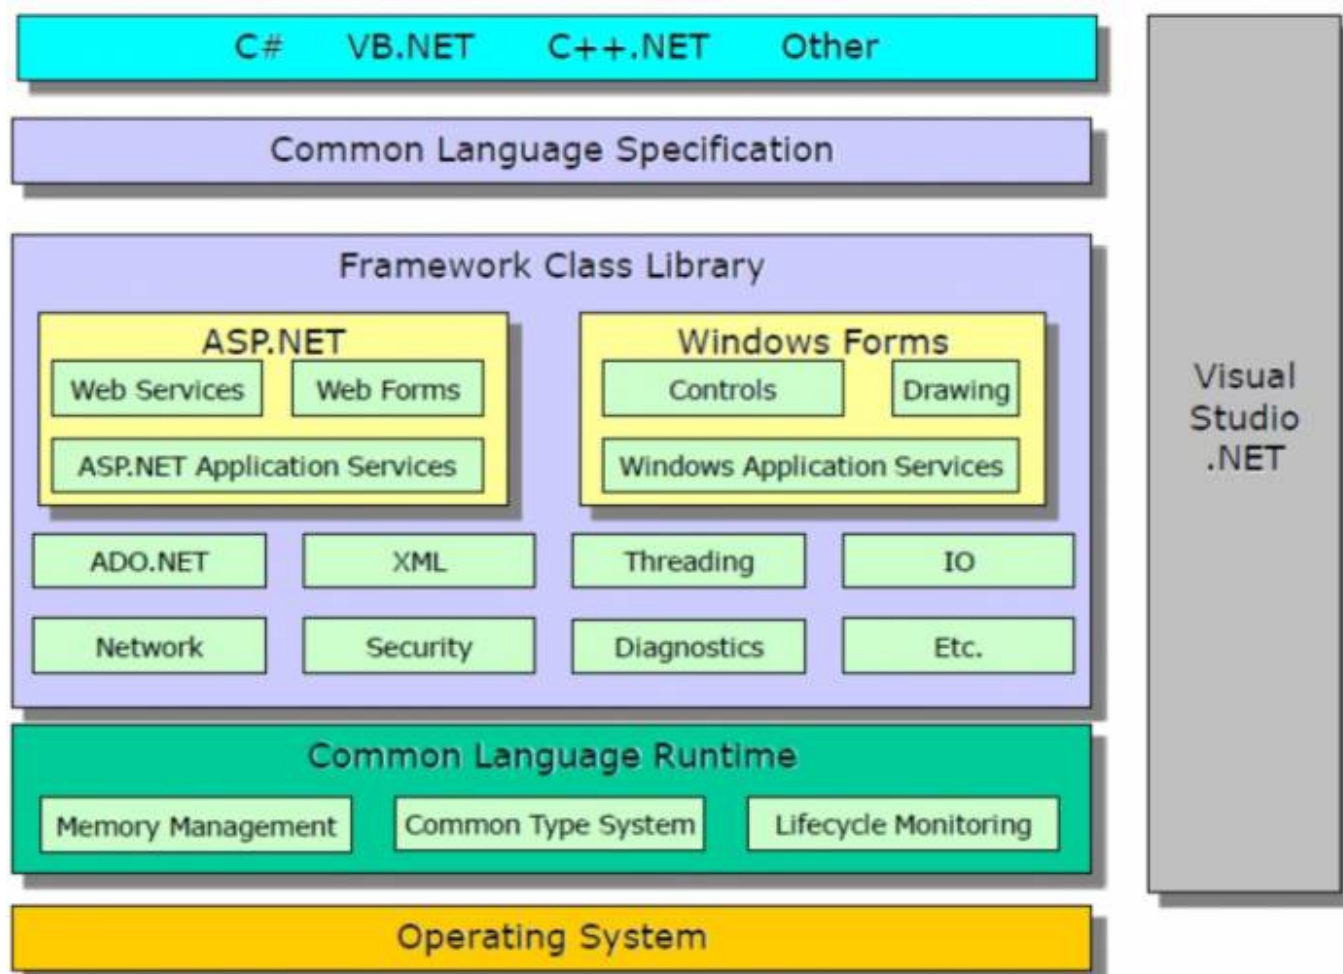 C# VB.NET C++.NET Other
Common Language Specification
Framework Class Library
ASP.NET
Web Services Web Forms
ASP.NET Application Services
Windows Forms
Controls Drawing
Windows Application Services
ADO.NET XML Threading IO
Network Security Diagnostics Etc.
Common Language Runtime
Memory Management Common Type System Lifecycle Monitoring
Operating System
Visual
Studio
.NET